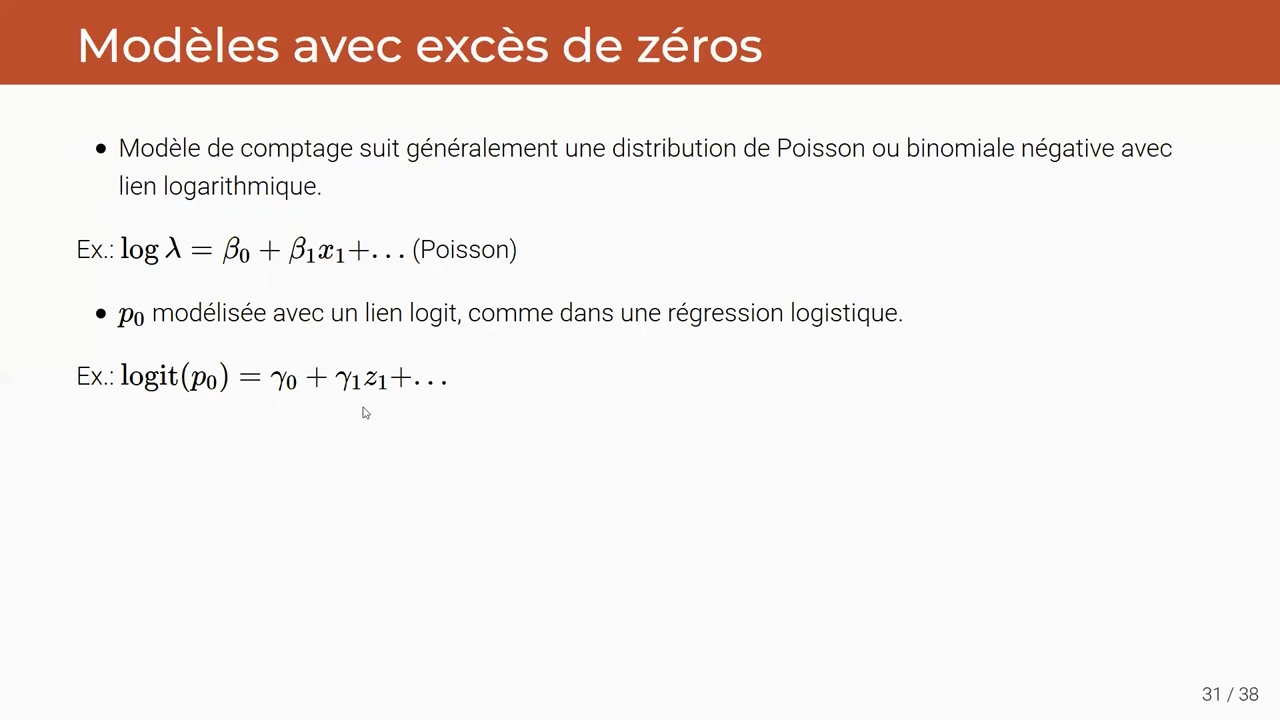 Modèles avec excès de zéros
• Modèle de comptage suit généralement une distribution de Poisson ou binomiale négative avec
lien logarithmique.
Ex.: log λ = β₀ + β₁x₁+… (Poisson)
• p₀ modélisée avec un lien logit, comme dans une régression logistique.
Ex.: logit(p₀) = γ₀ + γ₁z₁+…
31 / 38